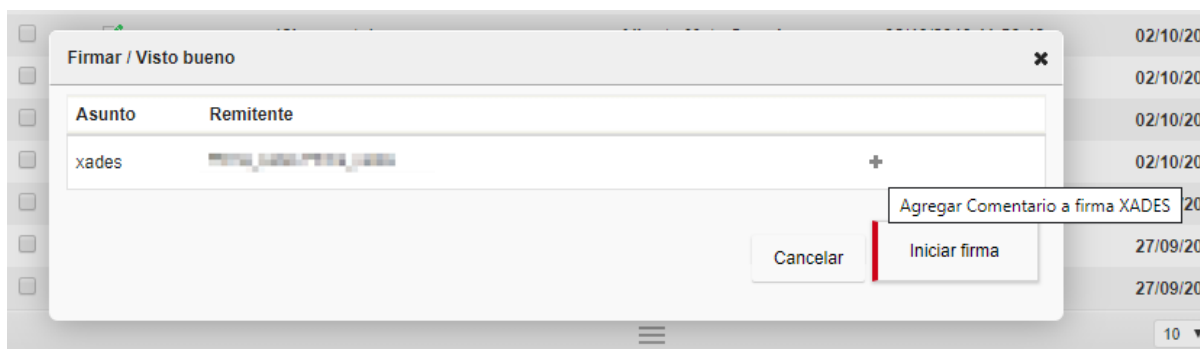 02/10/20
Firmar / Visto bueno
02/10/20
Asunto Remitente
02/10/20
xades
02/10/20
Agregar Comentario a firma XADES
20
Cancelar Iniciar firma
27/09/20
27/09/20
10